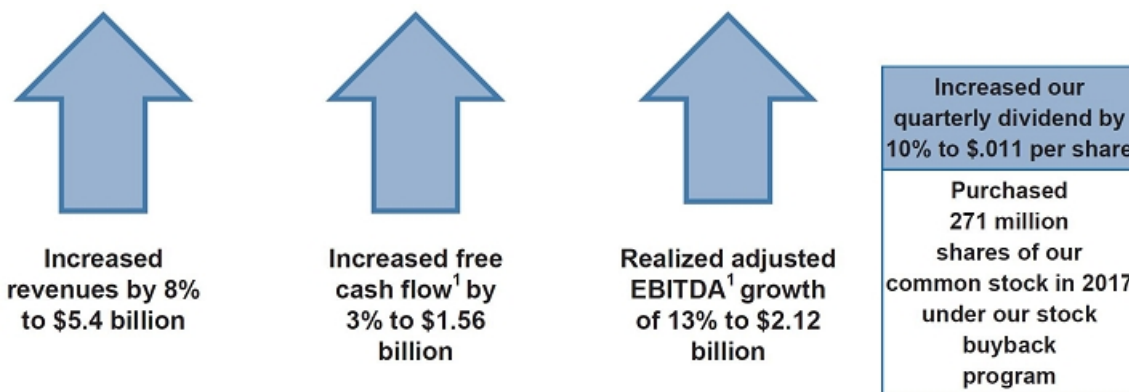 Increased
revenues by 8%
to $5.4 billion
Increased free
cash flow1 by
3% to $1.56
billion
Realized adjusted
EBITDA1 growth
of 13% to $2.12
billion
Increased our
quarterly dividend by
10% to $.011 per share
Purchased
271 million
shares of our
common stock in 2017
under our stock
buyback
program